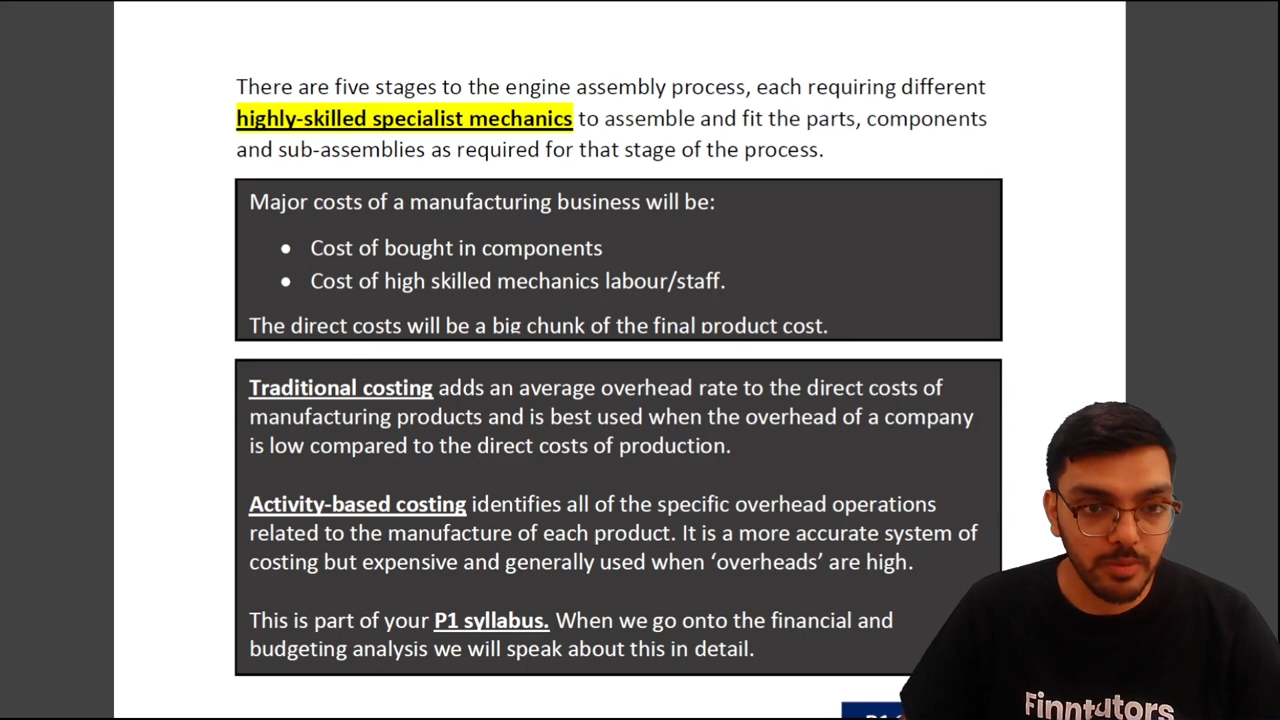 There are five stages to the engine assembly process, each requiring different
highly-skilled specialist mechanics to assemble and fit the parts, components
and sub-assemblies as required for that stage of the process.
Major costs of a manufacturing business will be:
• Cost of bought in components
• Cost of high skilled mechanics labour/staff.
The direct costs will be a big chunk of the final product cost.
Traditional costing adds an average overhead rate to the direct costs of
manufacturing products and is best used when the overhead of a company
is low compared to the direct costs of production.
Activity-based costing identifies all of the specific overhead operations
related to the manufacture of each product. It is a more accurate system of
costing but expensive and generally used when ‘overheads’ are high.
This is part of your P1 syllabus. When we go onto the financial and
budgeting analysis we will speak about this in detail.
Finntutors